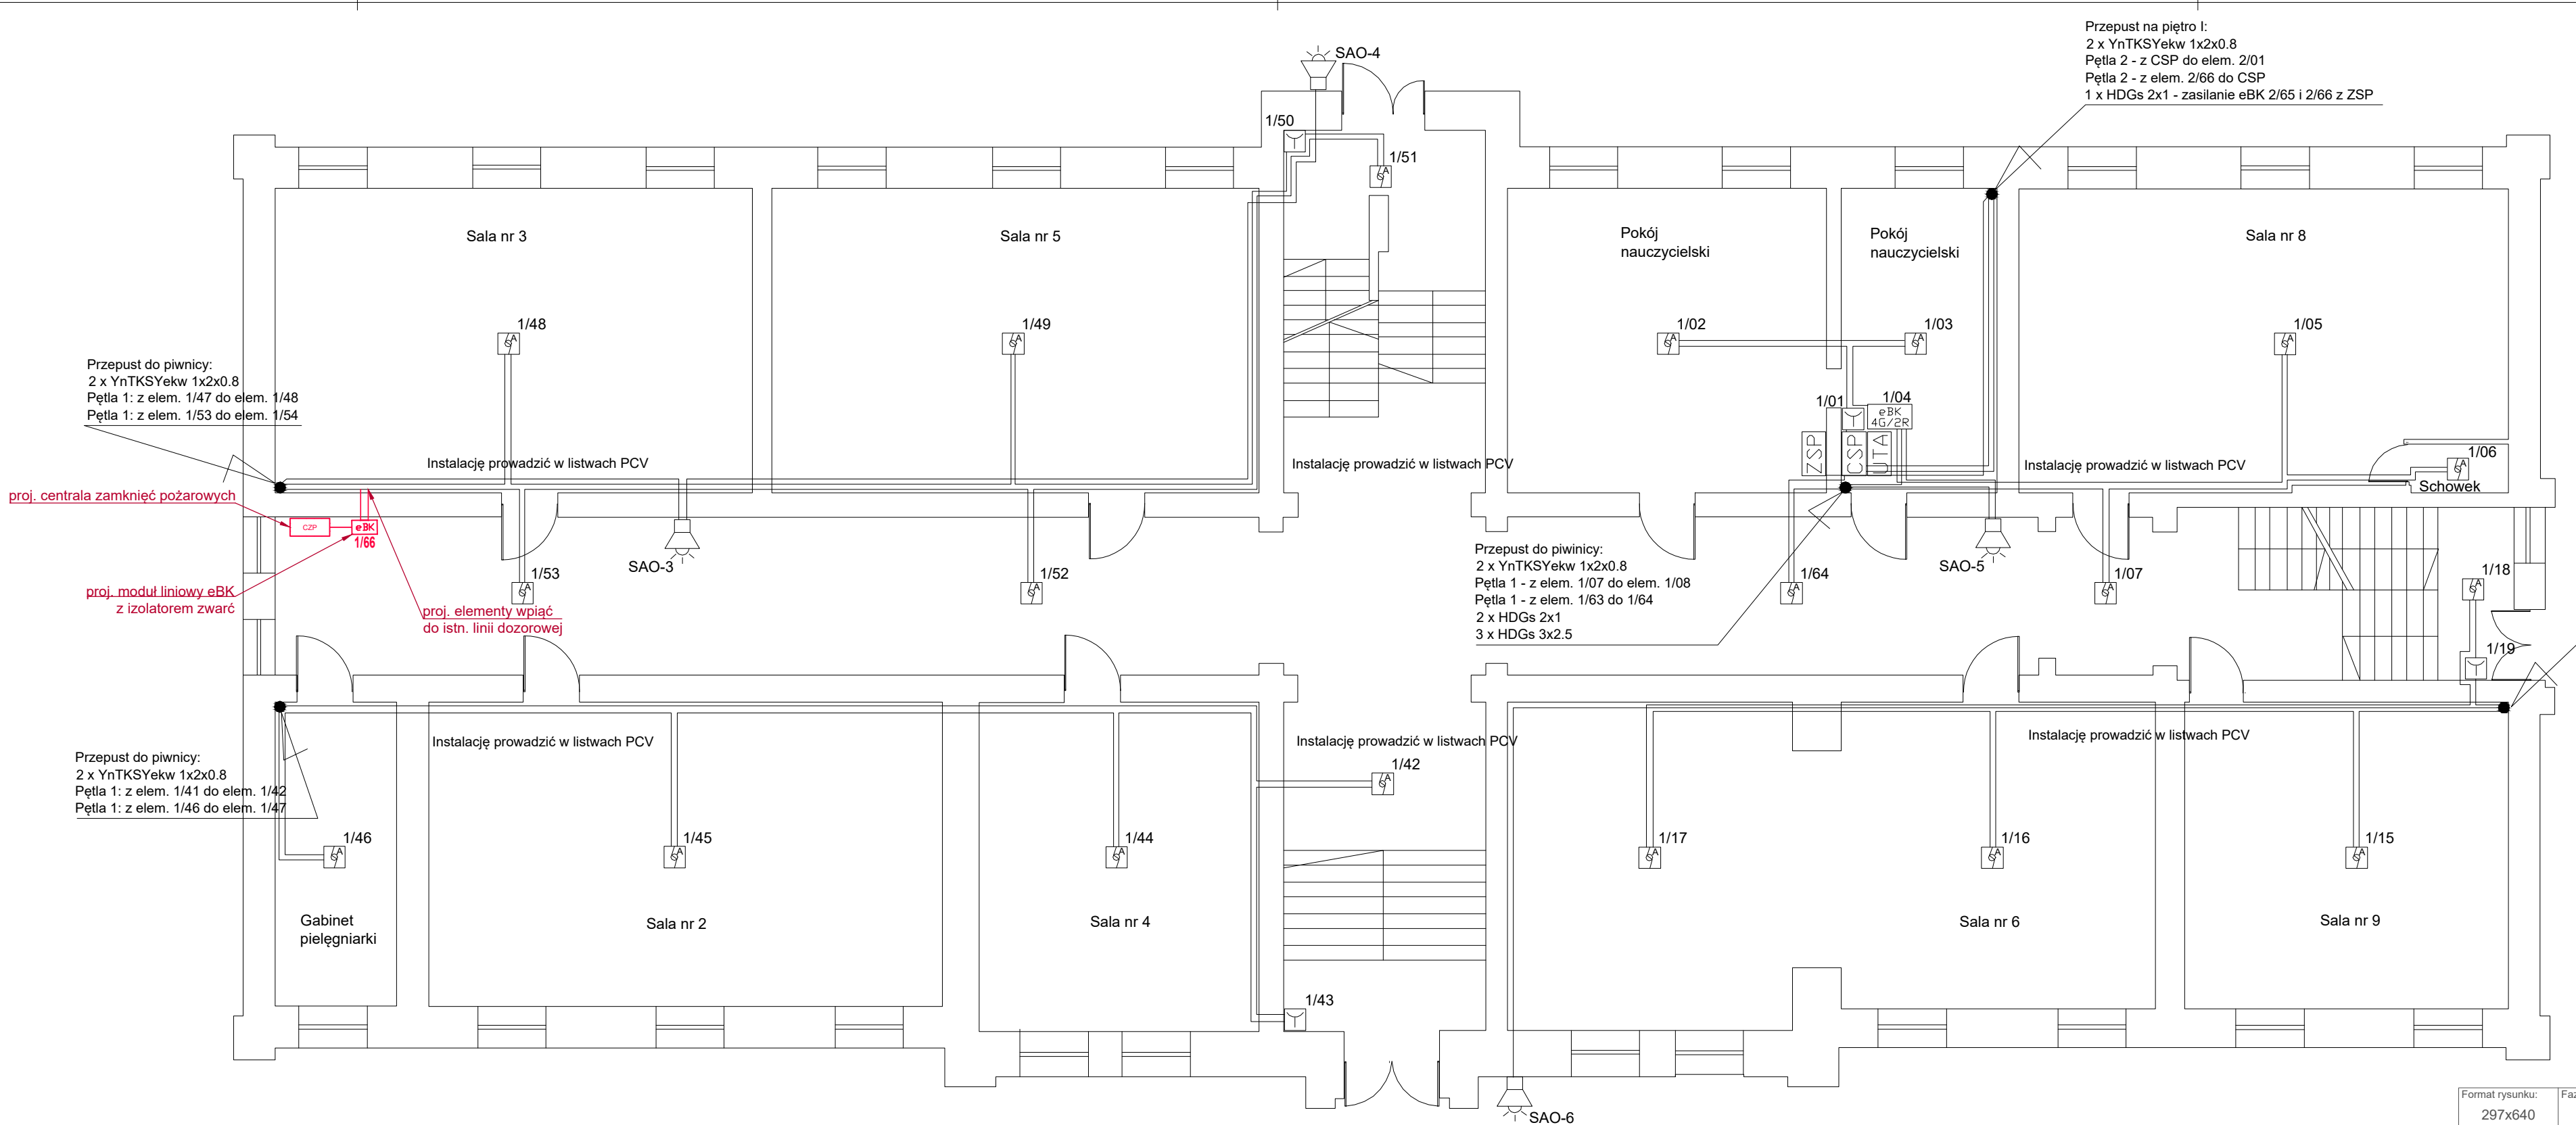 Przepust na piętro I:
2 x YnTKSYekw 1x2x0.8
Pętla 2 - z CSP do elem. 2/01
Pętla 2 - z elem. 2/66 do CSP
1 x HDGs 2x1 - zasilanie eBK 2/65 i 2/66 z ZSP
SAO-4
1/50
1/51
Sala nr 3
Sala nr 5
Pokój
nauczycielski
Pokój
nauczycielski
Sala nr 8
1/48
1/49
1/02
1/03
1/05
Przepust do piwnicy:
2 x YnTKSYekw 1x2x0.8
Pętla 1: z elem. 1/47 do elem. 1/48
Pętla 1: z elem. 1/53 do elem. 1/54
1/01
1/04
eBK
4G/2R
ZSP
CSP
UTA
1/06
Schowek
Instalację prowadzić w listwach PCV
Instalację prowadzić w listwach PCV
Instalację prowadzić w listwach PCV
proj. centrala zamknięć pożarowych
CZP
eBK
1/66
proj. moduł liniowy eBK
z izolatorem zwarć
proj. elementy wpiąć
do istn. linii dozorowej
SAO-3
1/53
1/52
Przepust do piwinicy:
2 x YnTKSYekw 1x2x0.8
Pętla 1 - z elem. 1/07 do elem. 1/08
Pętla 1 - z elem. 1/63 do 1/64
2 x HDGs 2x1
3 x HDGs 3x2.5
1/64
SAO-5
1/07
1/18
1/19
Instalację prowadzić w listwach PCV
Instalację prowadzić w listwach PCV
Instalację prowadzić w listwach PCV
Przepust do piwnicy:
2 x YnTKSYekw 1x2x0.8
Pętla 1: z elem. 1/41 do elem. 1/42
Pętla 1: z elem. 1/46 do elem. 1/47
1/42
1/46
1/45
1/44
1/17
1/16
1/15
Gabinet
pielęgniarki
Sala nr 2
Sala nr 4
Sala nr 6
Sala nr 9
1/43
SAO-6
Format rysunku:
297x640